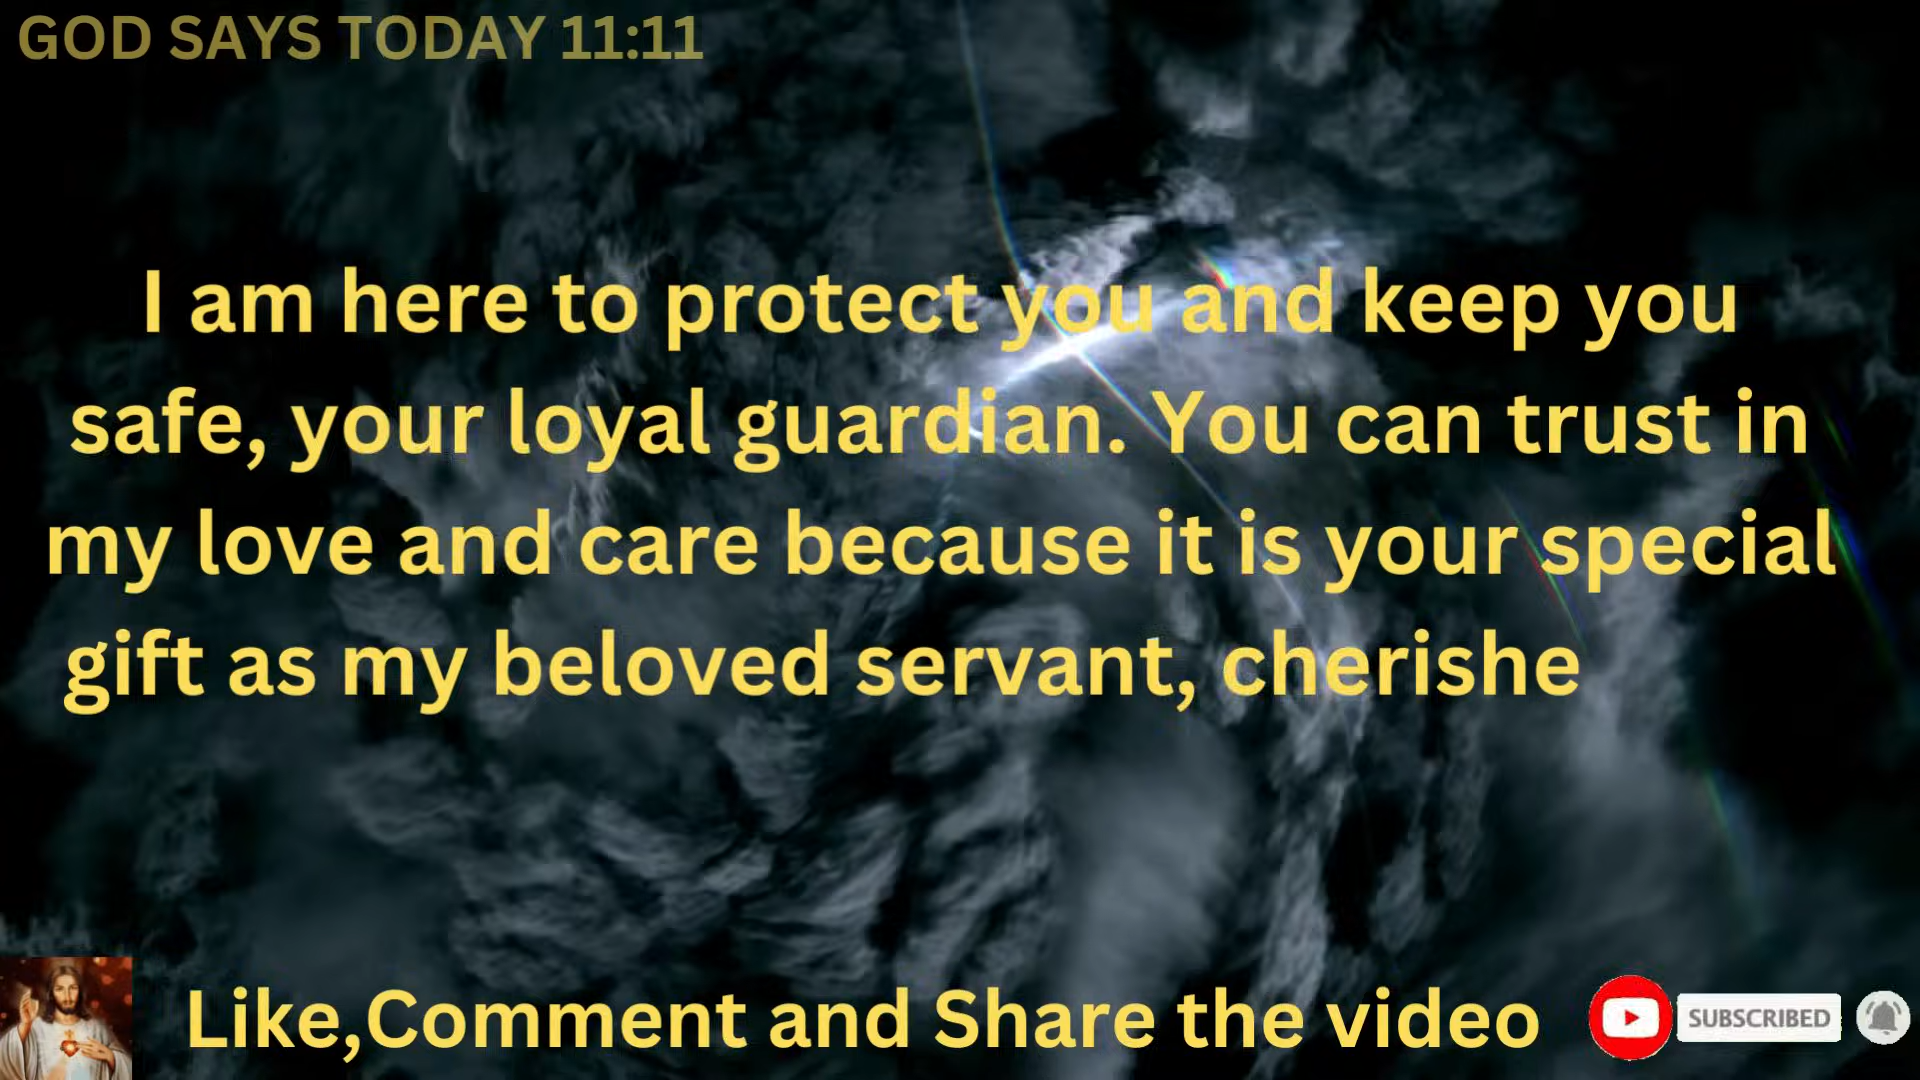 GOD SAYS TODAY 11:11
I am here to protect you and keep you
safe, your loyal guardian. You can trust in
my love and care because it is your special
gift as my beloved servant, cherishe
Like,Comment and Share the video
SUBSCRIBED